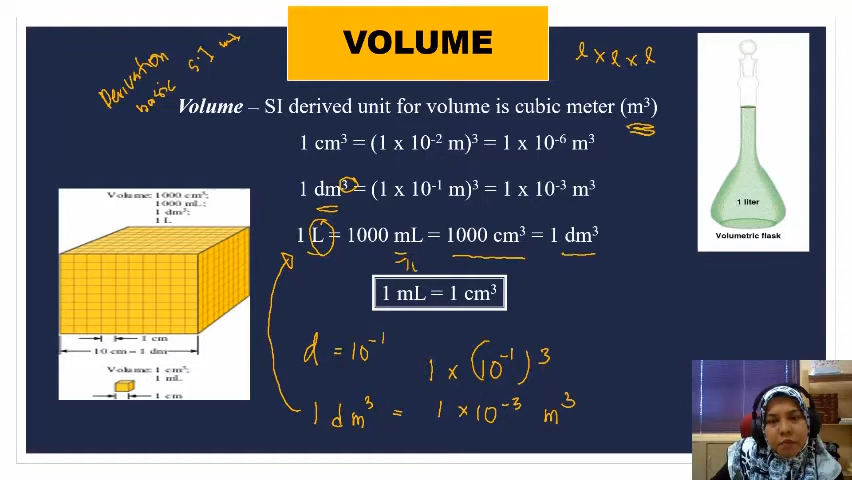 VOLUME
l x l x l
Derivation
basic S.I
Volume – SI derived unit for volume is cubic meter (m³)
1 cm³ = (1 x 10⁻² m)³ = 1 x 10⁻⁶ m³
1 dm³ = (1 x 10⁻¹ m)³ = 1 x 10⁻³ m³
1 L = 1000 mL = 1000 cm³ = 1 dm³
1 mL = 1 cm³
Volume: 1000 cm³;
1000 mL;
1 dm³;
1 L
1 cm
10 cm = 1 dm
Volume: 1 cm³;
1 mL
1 cm
1 liter
Volumetric flask
d = 10⁻¹
1 x (10⁻¹)³
1 dm³ = 1 x 10⁻³ m³